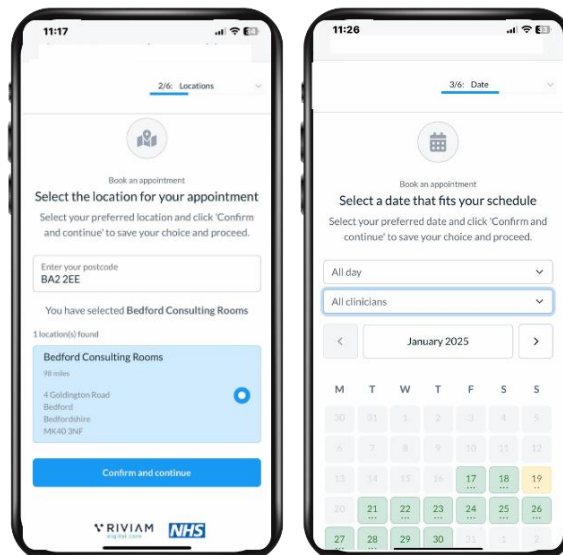 11:17
2/6: Locations
Book an appointment
Select the location for your appointment
Select your preferred location and click 'Confirm
and continue' to save your choice and proceed.
Enter your postcode
BA2 2EE
You have selected Bedford Consulting Rooms
1 location(s) found
Bedford Consulting Rooms
98 miles
4 Goldington Road
Bedford
Bedfordshire
MK40 3NF
Confirm and continue
RIVIAM
digital care
NHS
11:26
3/6: Date
Book an appointment
Select a date that fits your schedule
Select your preferred date and click 'Confirm and
continue' to save your choice and proceed.
All day
All clinicians
January 2025
M T W T F S S
30 31 1 2 3 4 5
6 7 8 9 10 11 12
13 14 15 16 17 18 19
20 21 22 23 24 25 26
27 28 29 30 31 1 2